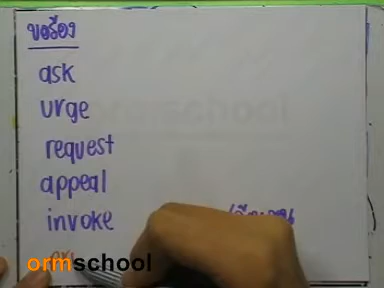 ขอร้อง
ask
urge
request
appeal
invoke
ormschool